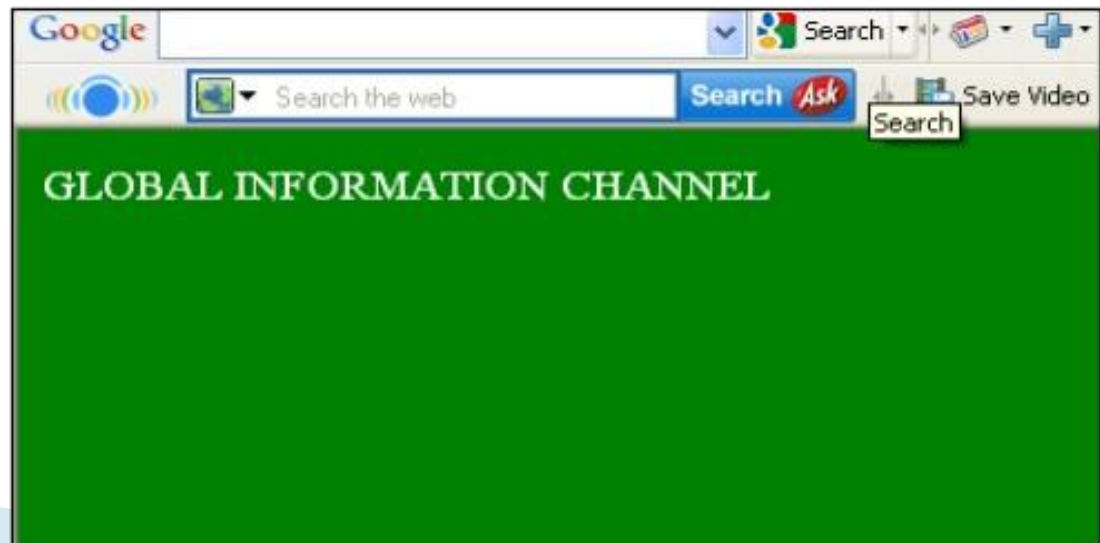 Google Search
Search the web Search Ask Save Video
Search
GLOBAL INFORMATION CHANNEL